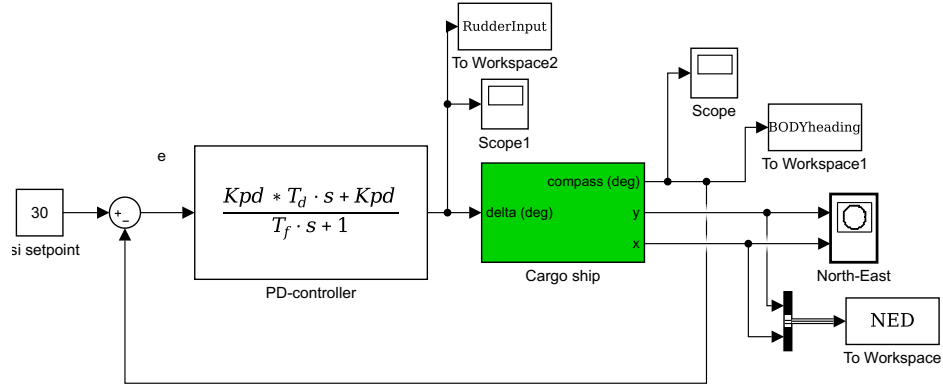 RudderInput
To Workspace2
Scope1
Scope
BODYheading
To Workspace1
e
30
si setpoint
+
−
Kpd * T_d · s + Kpd
T_f · s + 1
PD-controller
delta (deg)
compass (deg)
y
x
Cargo ship
North-East
NED
To Workspace